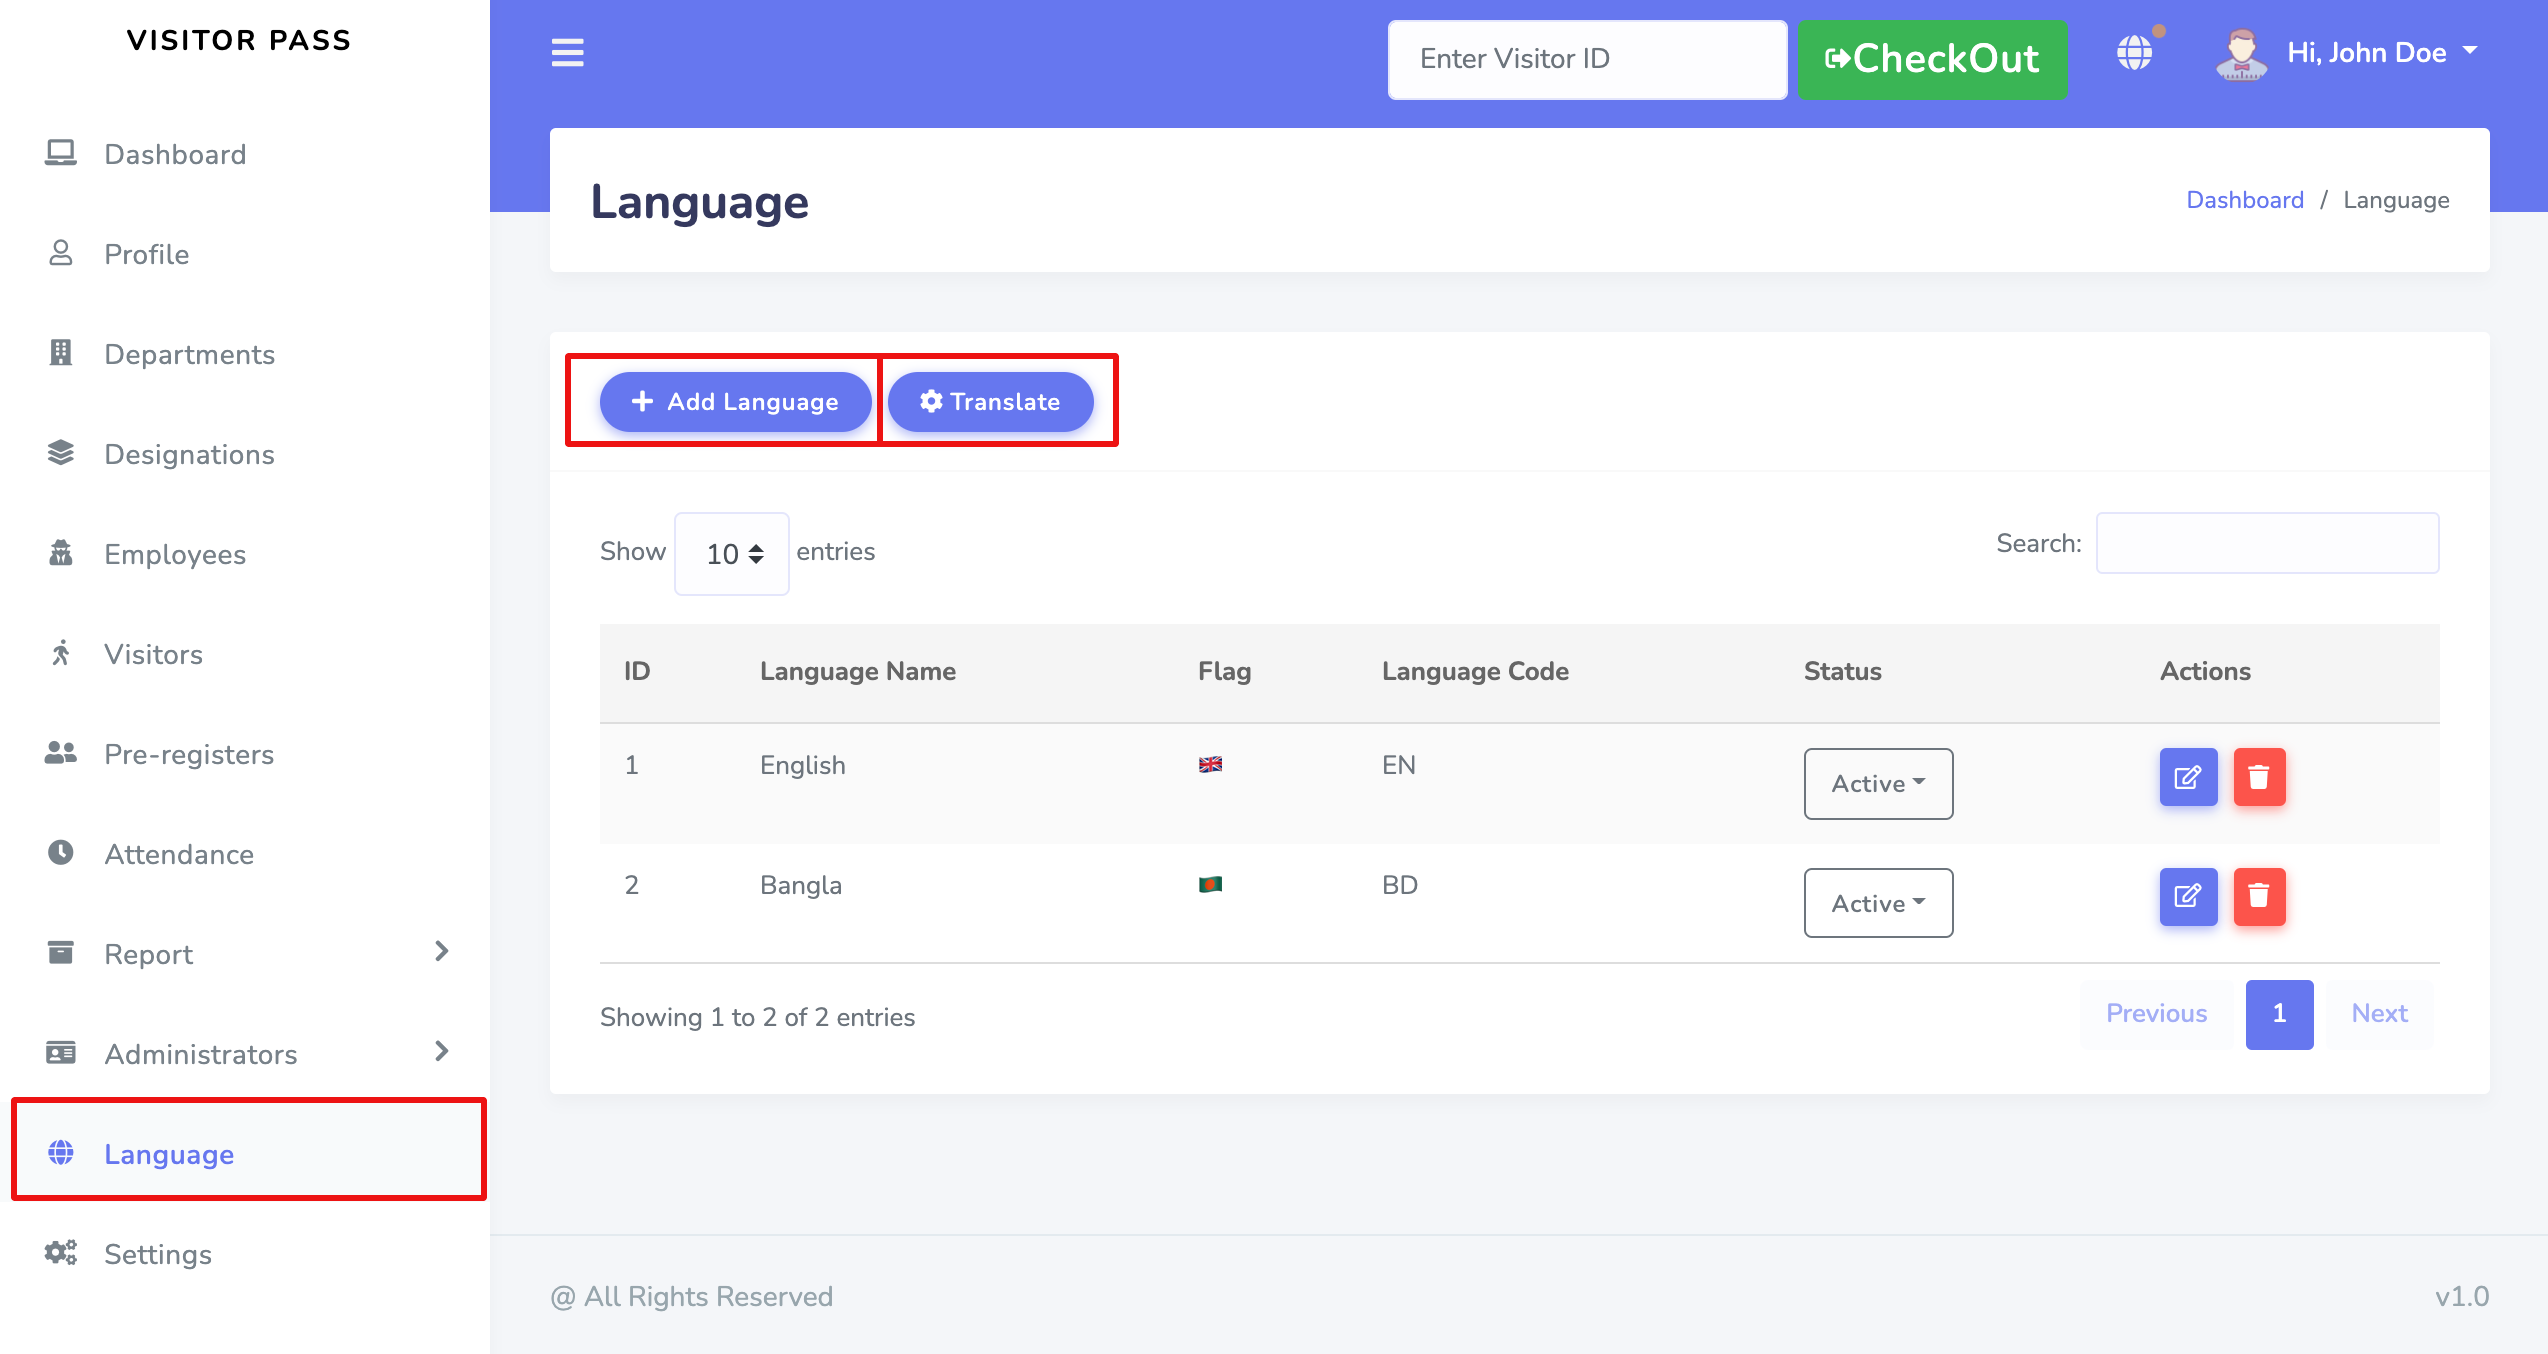 VISITOR PASS
Enter Visitor ID
CheckOut
Hi, John Doe
Dashboard
Profile
Departments
Designations
Employees
Visitors
Pre-registers
Attendance
Report
Administrators
Language
Settings
Language
Dashboard / Language
Add Language
Translate
Show 10 entries
Search:
ID Language Name Flag Language Code Status Actions
1 English EN Active
2 Bangla BD Active
Showing 1 to 2 of 2 entries
Previous 1 Next
@ All Rights Reserved
v1.0